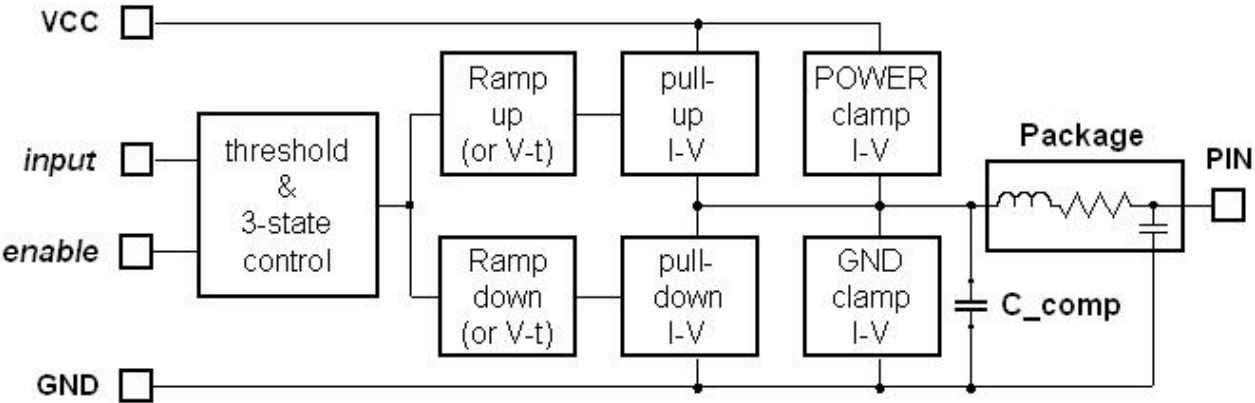 VCC
input
enable
GND
threshold
&
3-state
control
Ramp
up
(or V-t)
pull-
up
I-V
POWER
clamp
I-V
Ramp
down
(or V-t)
pull-
down
I-V
GND
clamp
I-V
C_comp
Package
PIN